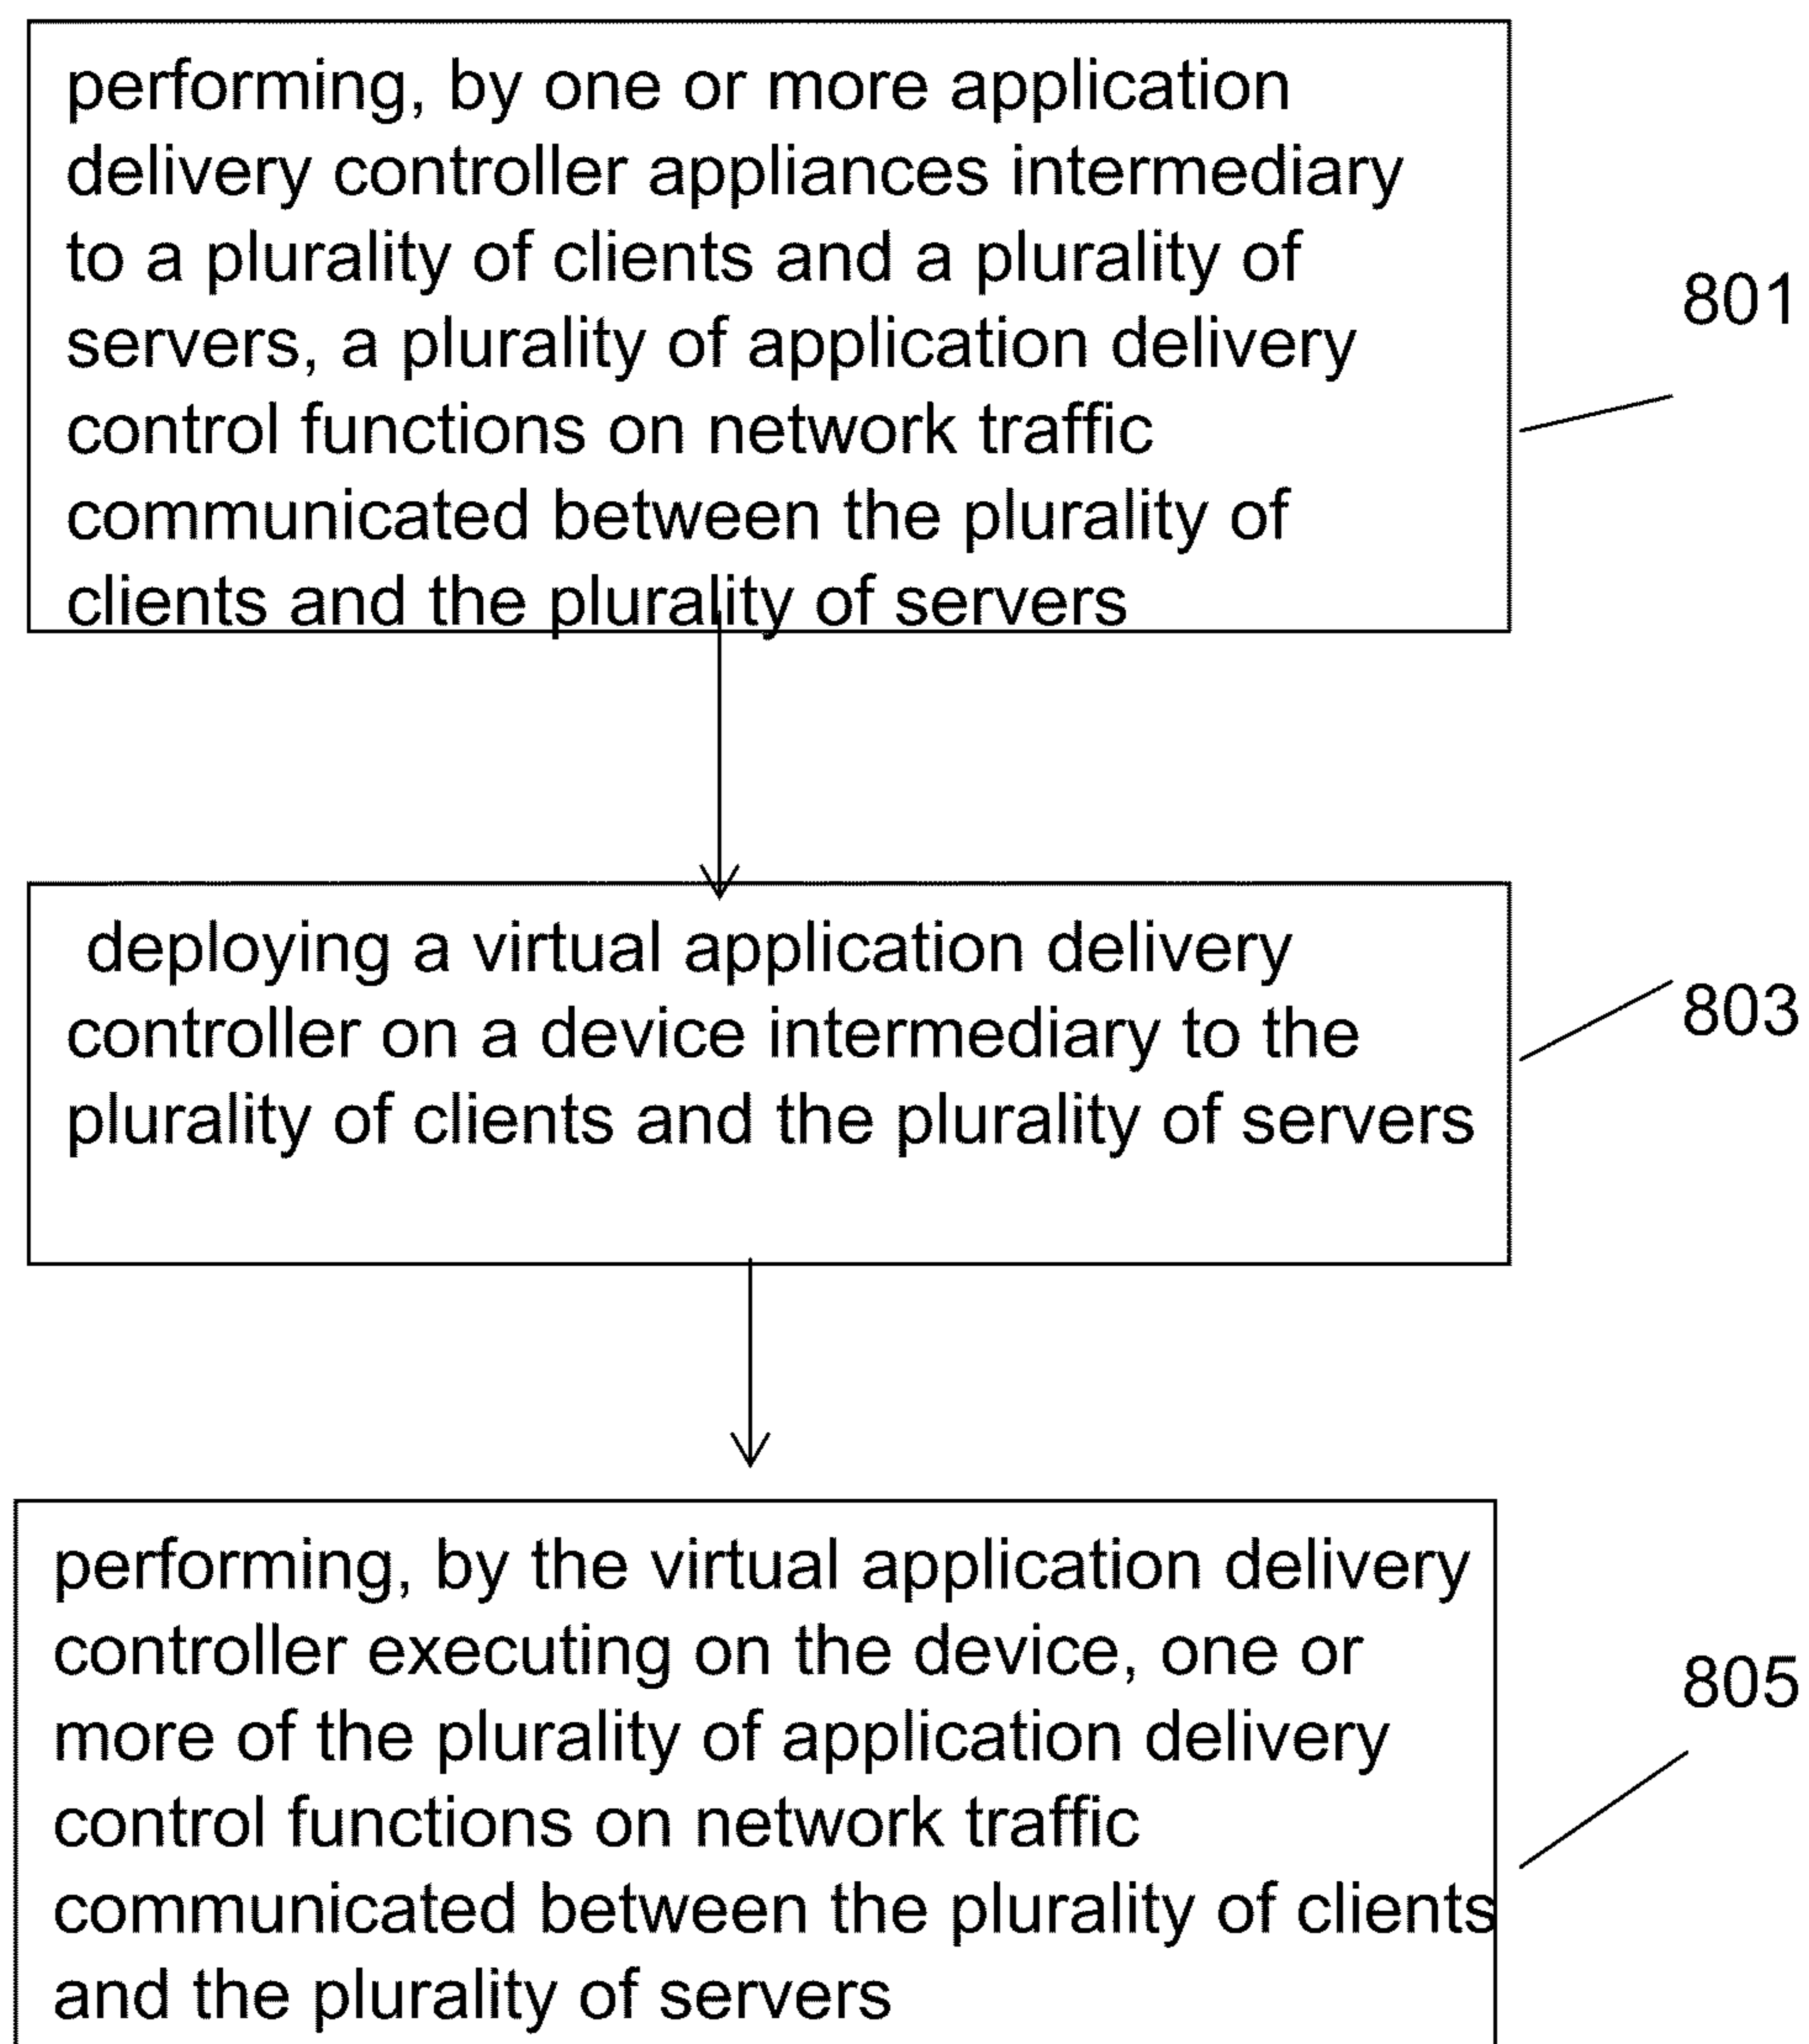 performing, by one or more application
delivery controller appliances intermediary
to a plurality of clients and a plurality of
servers, a plurality of application delivery
control functions on network traffic
communicated between the plurality of
clients and the plurality of servers
801
deploying a virtual application delivery
controller on a device intermediary to the
plurality of clients and the plurality of servers
803
performing, by the virtual application delivery
controller executing on the device, one or
more of the plurality of application delivery
control functions on network traffic
communicated between the plurality of clients
and the plurality of servers
805